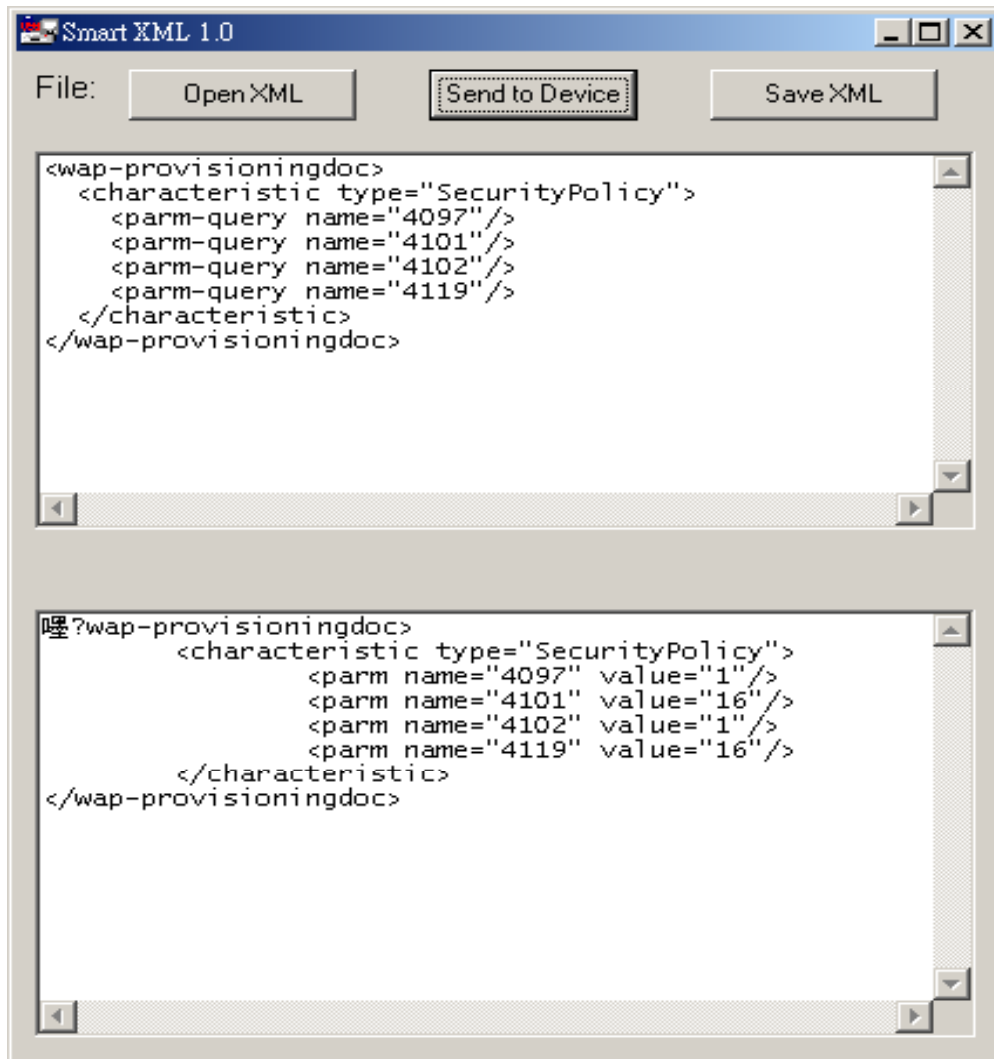 Smart XML 1.0
File: Open XML Send to Device Save XML
<wap-provisioningdoc>
  <characteristic type="SecurityPolicy">
    <parm-query name="4097"/>
    <parm-query name="4101"/>
    <parm-query name="4102"/>
    <parm-query name="4119"/>
  </characteristic>
</wap-provisioningdoc>
?wap-provisioningdoc>
        <characteristic type="SecurityPolicy">
                <parm name="4097" value="1"/>
                <parm name="4101" value="16"/>
                <parm name="4102" value="1"/>
                <parm name="4119" value="16"/>
        </characteristic>
</wap-provisioningdoc>